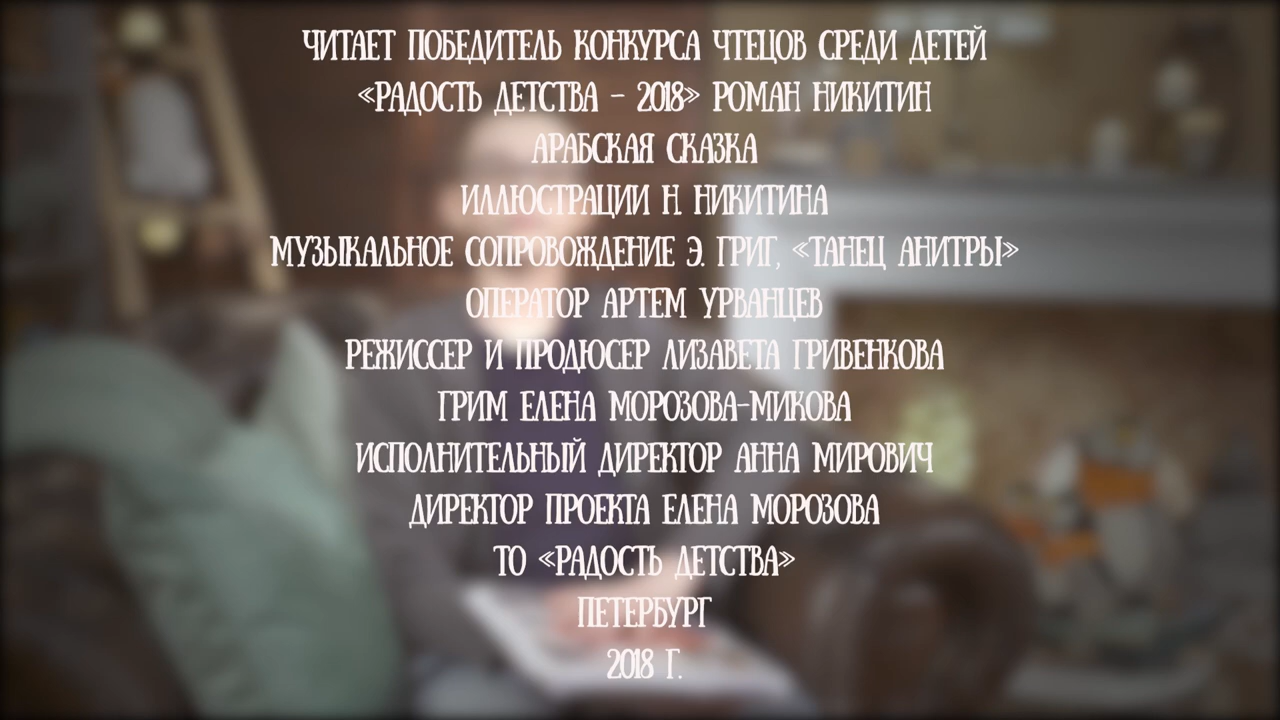 ЧИТАЕТ ПОБЕДИТЕЛЬ КОНКУРСА ЧТЕЦОВ СРЕДИ ДЕТЕЙ
«РАДОСТЬ ДЕТСТВА - 2018» РОМАН НИКИТИН
АРАБСКАЯ СКАЗКА
ИЛЛЮСТРАЦИИ Н. НИКИТИНА
МУЗЫКАЛЬНОЕ СОПРОВОЖДЕНИЕ Э. ГРИГ, «ТАНЕЦ АНИТРЫ»
ОПЕРАТОР АРТЕМ УРВАНЦЕВ
РЕЖИССЕР И ПРОДЮСЕР ЛИЗАВЕТА ГРИВЕНКОВА
ГРИМ ЕЛЕНА МОРОЗОВА-МИКОВА
ИСПОЛНИТЕЛЬНЫЙ ДИРЕКТОР АННА МИРОВИЧ
ДИРЕКТОР ПРОЕКТА ЕЛЕНА МОРОЗОВА
ТО «РАДОСТЬ ДЕТСТВА»
ПЕТЕРБУРГ
2018 Г.